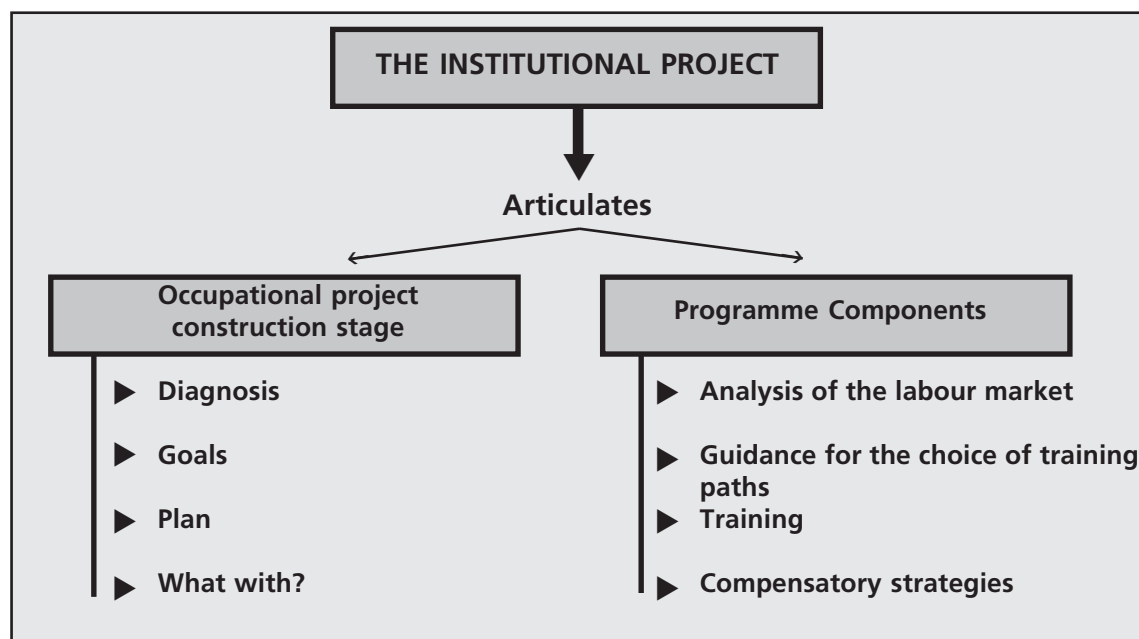 THE INSTITUTIONAL PROJECT
Articulates
Occupational project
construction stage
Diagnosis
Goals
Plan
What with?
Programme Components
Analysis of the labour market
Guidance for the choice of training
paths
Training
Compensatory strategies